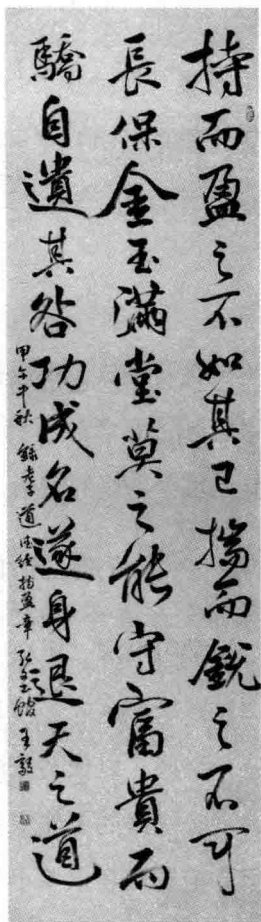 持而盈之不如其已揣而銳之不可
長保金玉滿堂莫之能守富貴而
驕自遺其咎功成名遂身退天之道
甲午中秋 錄老子道德經持盈章